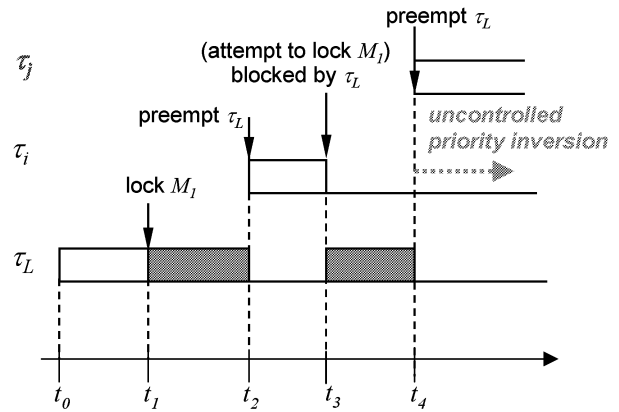 preempt τL
(attempt to lock M1)
blocked by τL
τj
preempt τL
uncontrolled
priority inversion
τi
lock M1
τL
t0 t1 t2 t3 t4